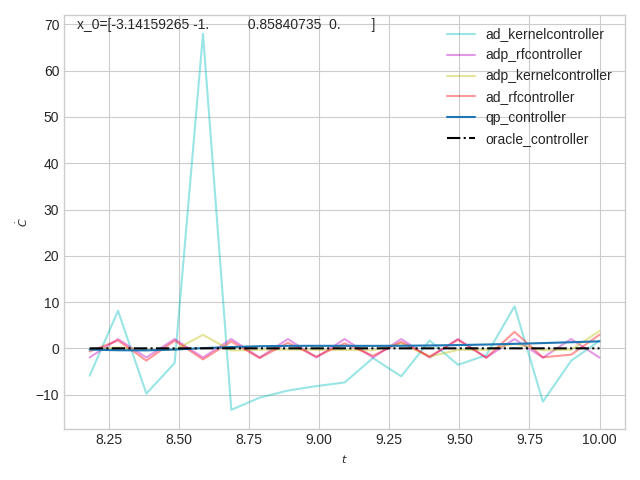 x_0=[-3.14159265 -1. 0.85840735 0. ]
ad_kernelcontroller
adp_rfcontroller
adp_kernelcontroller
ad_rfcontroller
qp_controller
oracle_controller
70
60
50
40
30
20
10
0
−10
Ċ
8.25 8.50 8.75 9.00 9.25 9.50 9.75 10.00
t